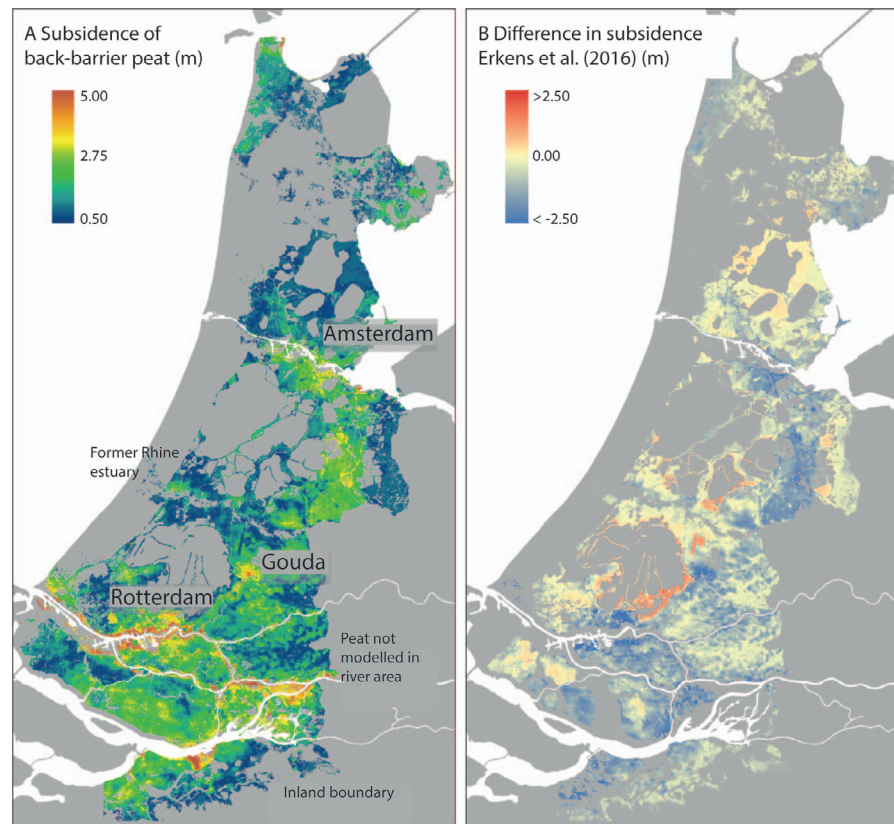 A Subsidence of
back-barrier peat (m)
5.00
2.75
0.50
Amsterdam
Former Rhine
estuary
Gouda
Rotterdam
Peat not
modelled in
river area
Inland boundary
B Difference in subsidence
Erkens et al. (2016) (m)
>2.50
0.00
< -2.50